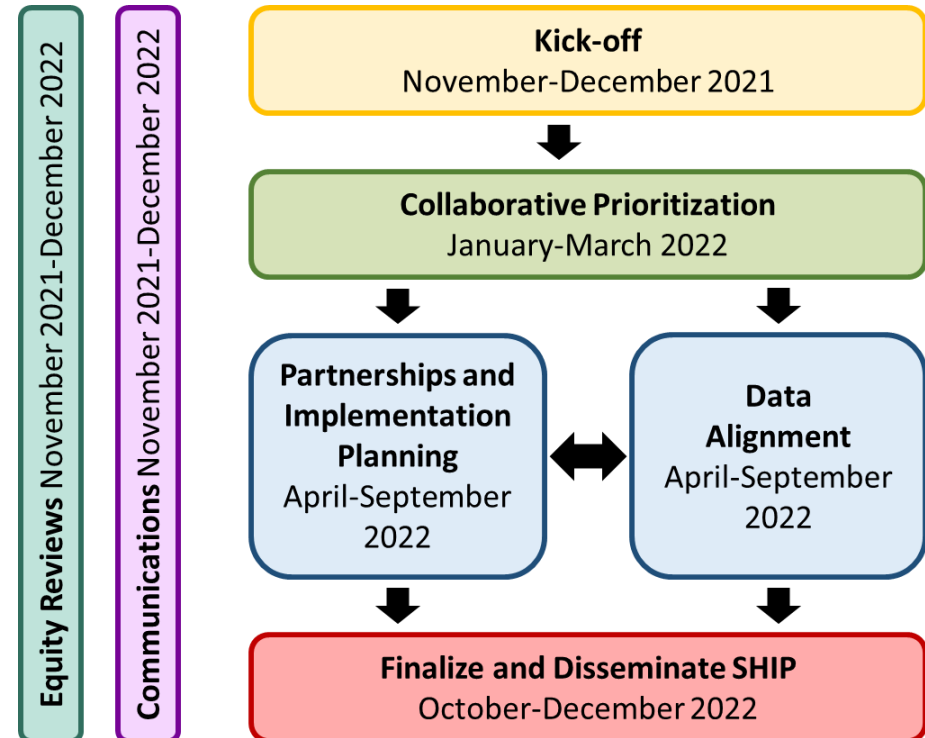 Equity Reviews November 2021-December 2022
Communications November 2021-December 2022
Kick-off
November-December 2021
Collaborative Prioritization
January-March 2022
Partnerships and
Implementation
Planning
April-September
2022
Data
Alignment
April-September
2022
Finalize and Disseminate SHIP
October-December 2022